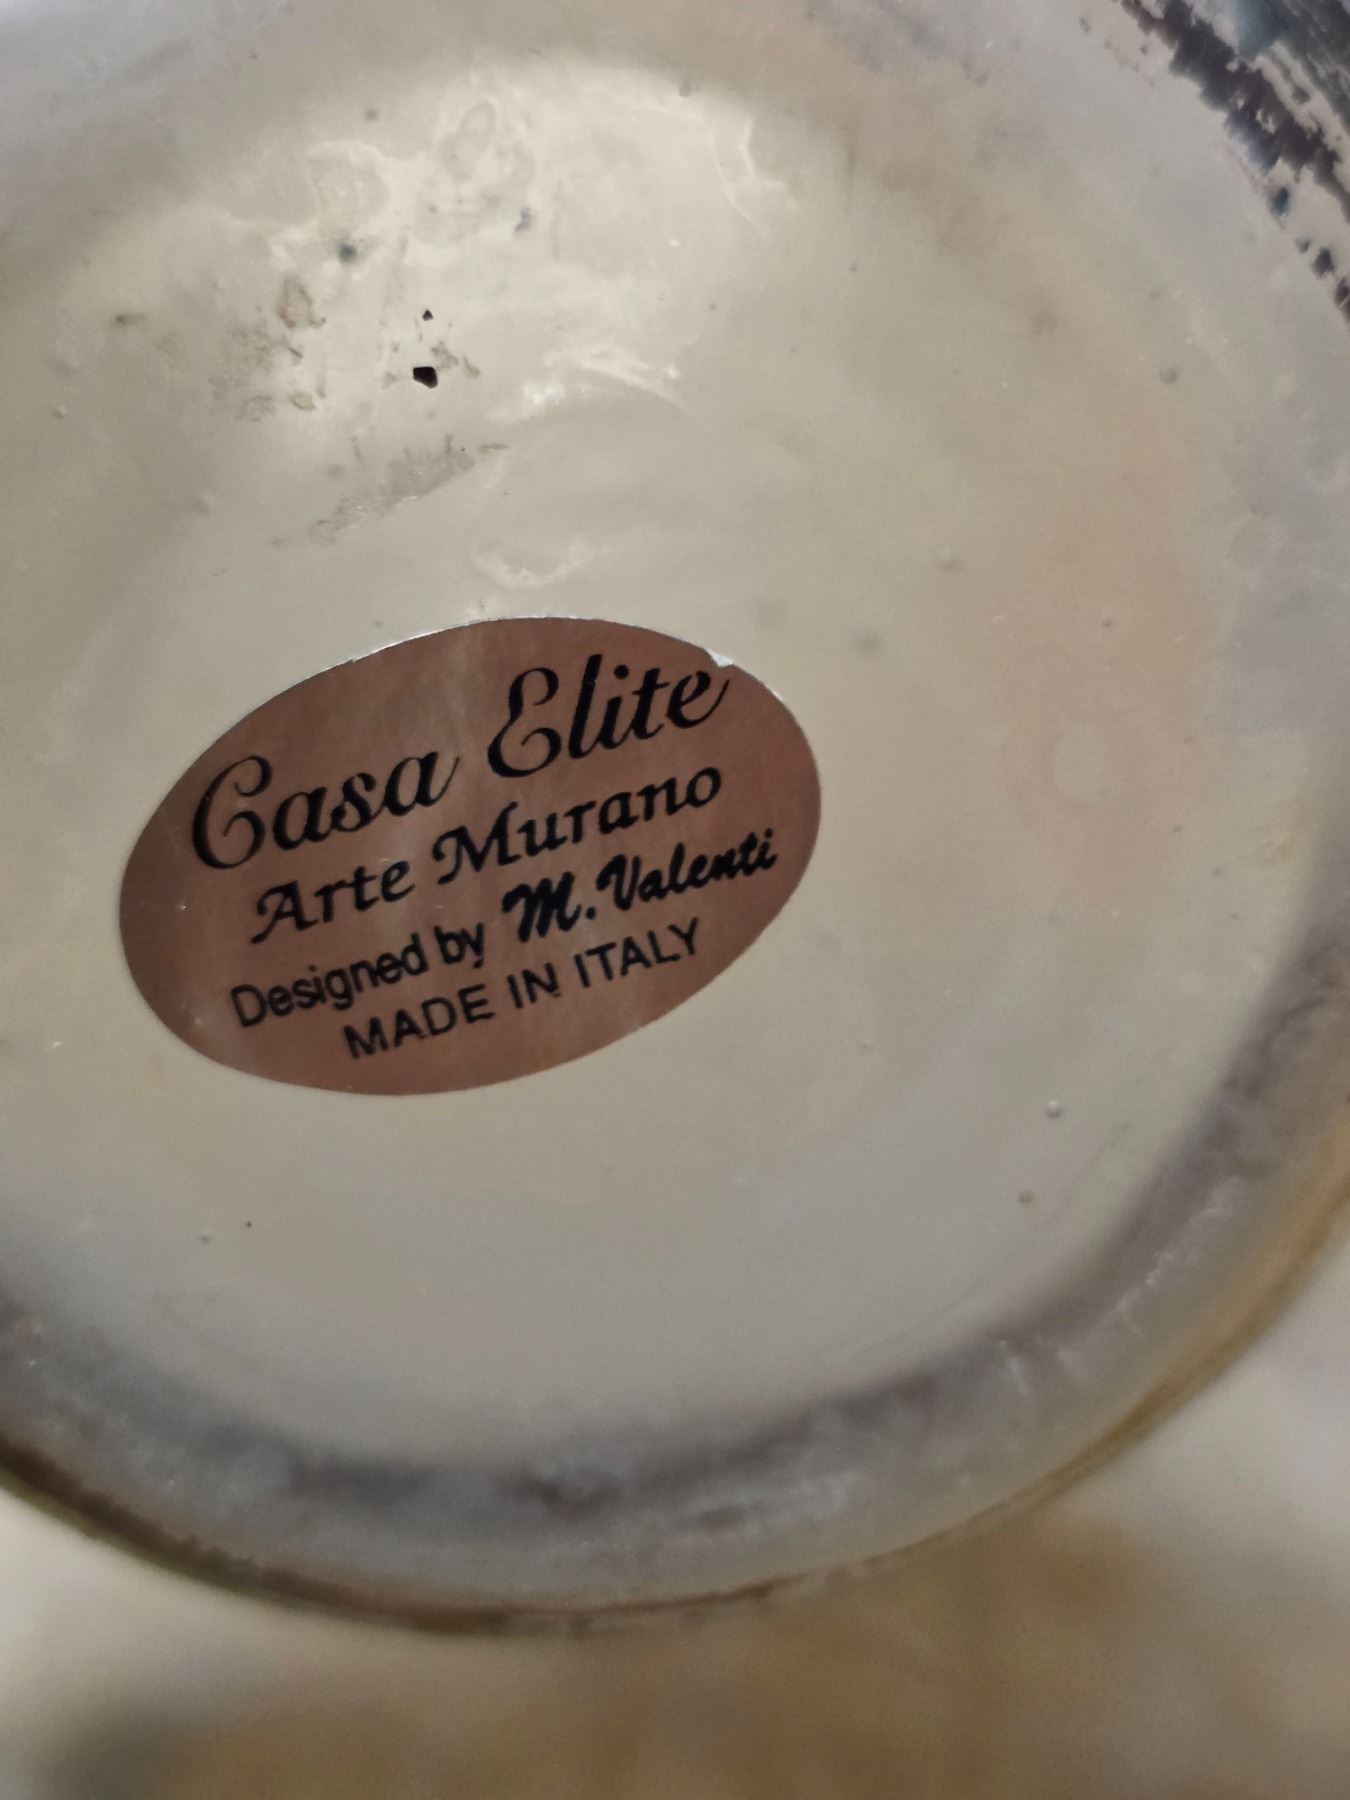 Casa Elite
Arte Murano
Designed by M. Valenti
MADE IN ITALY